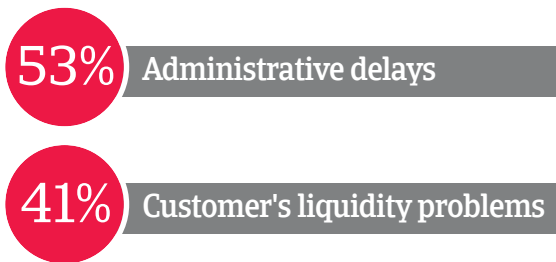 53% Administrative delays
41% Customer's liquidity problems